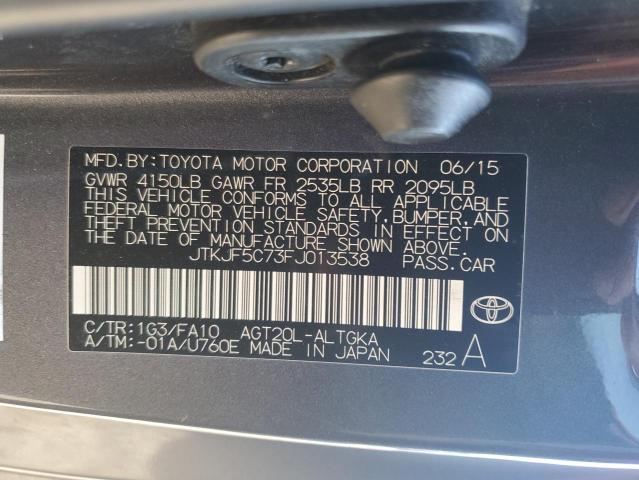 MFD.BY:TOYOTA MOTOR CORPORATION 06/15
GVWR 4150LB GAWR FR 2535LB RR 2095LB
THIS VEHICLE CONFORMS TO ALL APPLICABLE
FEDERAL MOTOR VEHICLE SAFETY,BUMPER,AND
THEFT PREVENTION STANDARDS IN EFFECT ON
THE DATE OF MANUFACTURE SHOWN ABOVE.
JTKJF5C73FJ013538 PASS.CAR
C/TR:1G3/FA10 AGT20L-ALTGKA
A/TM:-01A/U760E MADE IN JAPAN 232 A